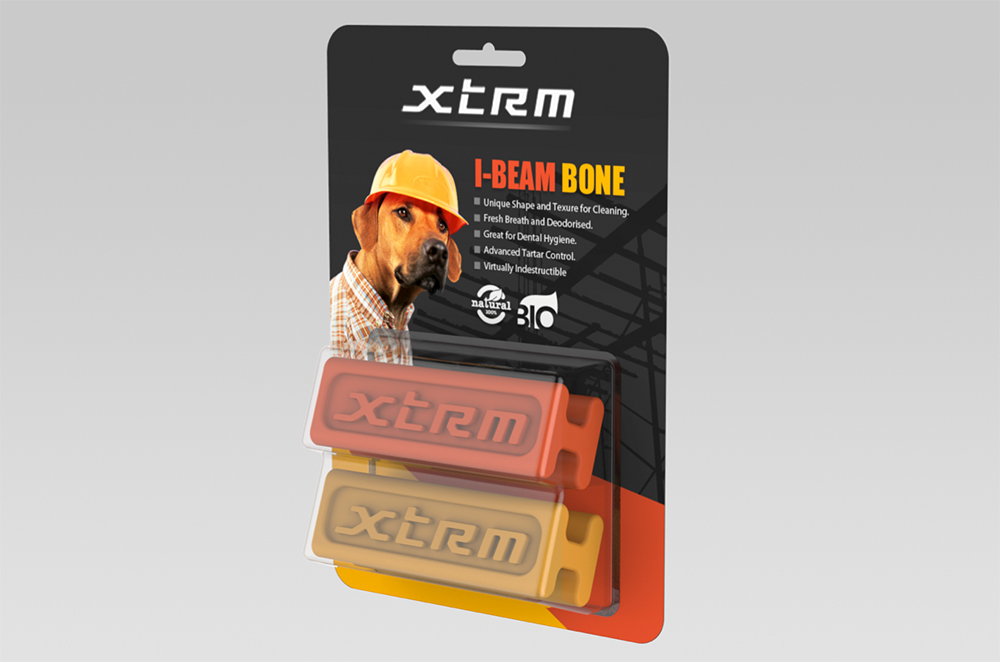 xtRm
I-BEAM BONE
Unique Shape and Texure for Cleaning.
Fresh Breath and Deodorised.
Great for Dental Hygiene.
Advanced Tartar Control.
Virtually Indestructible
natural
100%
BIO
xtRm
xtRm